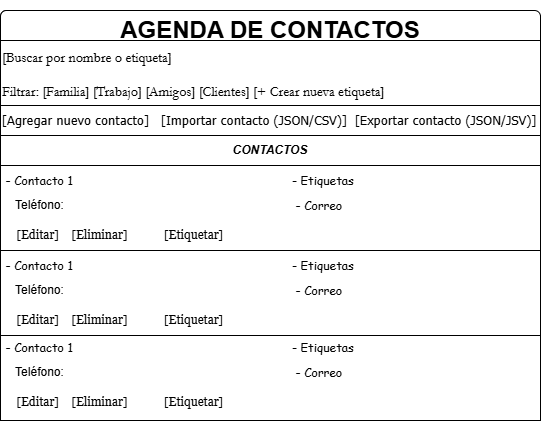 AGENDA DE CONTACTOS
[Buscar por nombre o etiqueta]
Filtrar: [Familia] [Trabajo] [Amigos] [Clientes] [+ Crear nueva etiqueta]
[Agregar nuevo contacto] [Importar contacto (JSON/CSV)] [Exportar contacto (JSON/JSV)]
CONTACTOS
- Contacto 1 - Etiquetas
Teléfono: - Correo
[Editar] [Eliminar] [Etiquetar]
- Contacto 1 - Etiquetas
Teléfono: - Correo
[Editar] [Eliminar] [Etiquetar]
- Contacto 1 - Etiquetas
Teléfono: - Correo
[Editar] [Eliminar] [Etiquetar]